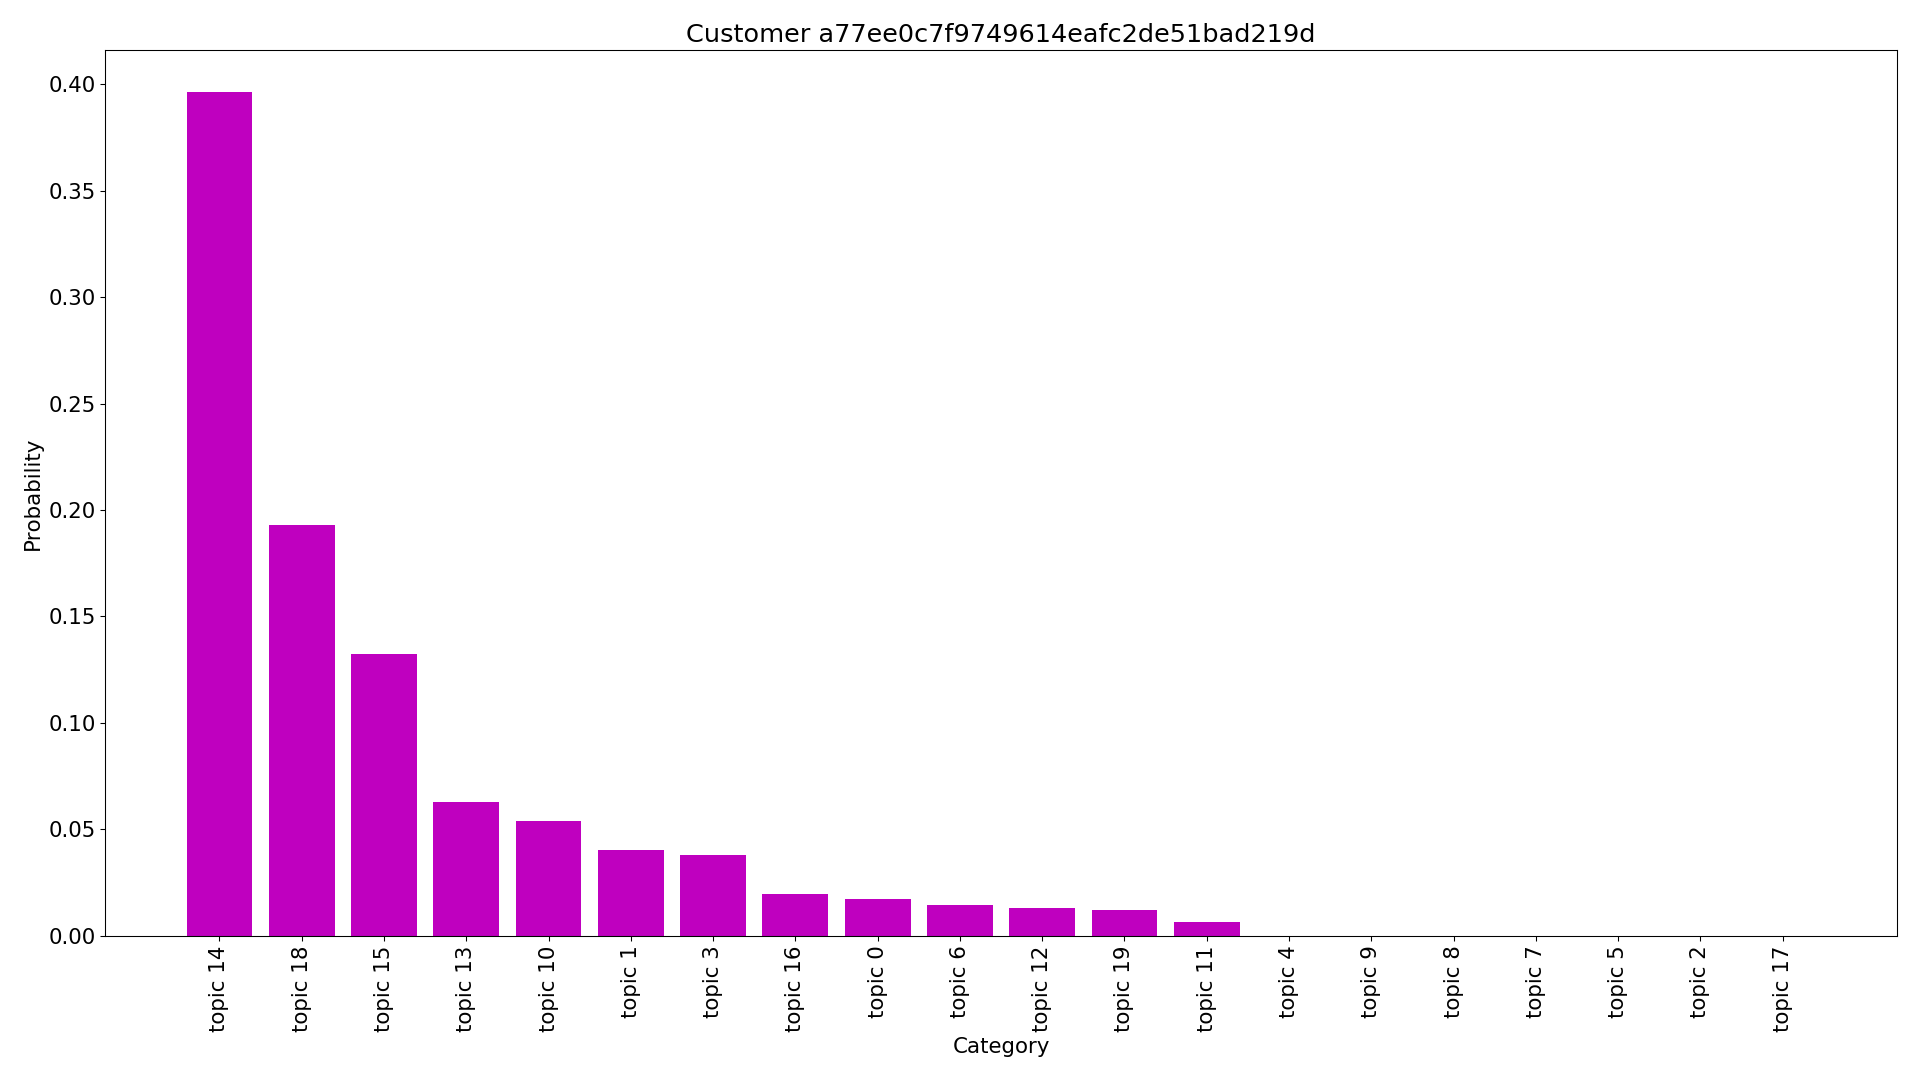 Customer a77ee0c7f9749614eafc2de51bad219d
0.40
0.35
0.30
0.25
0.20
0.15
0.10
0.05
0.00
Probability
topic 14
topic 18
topic 15
topic 13
topic 10
topic 1
topic 3
topic 16
topic 0
topic 6
topic 12
topic 19
topic 11
topic 4
topic 9
topic 8
topic 7
topic 5
topic 2
topic 17
Category